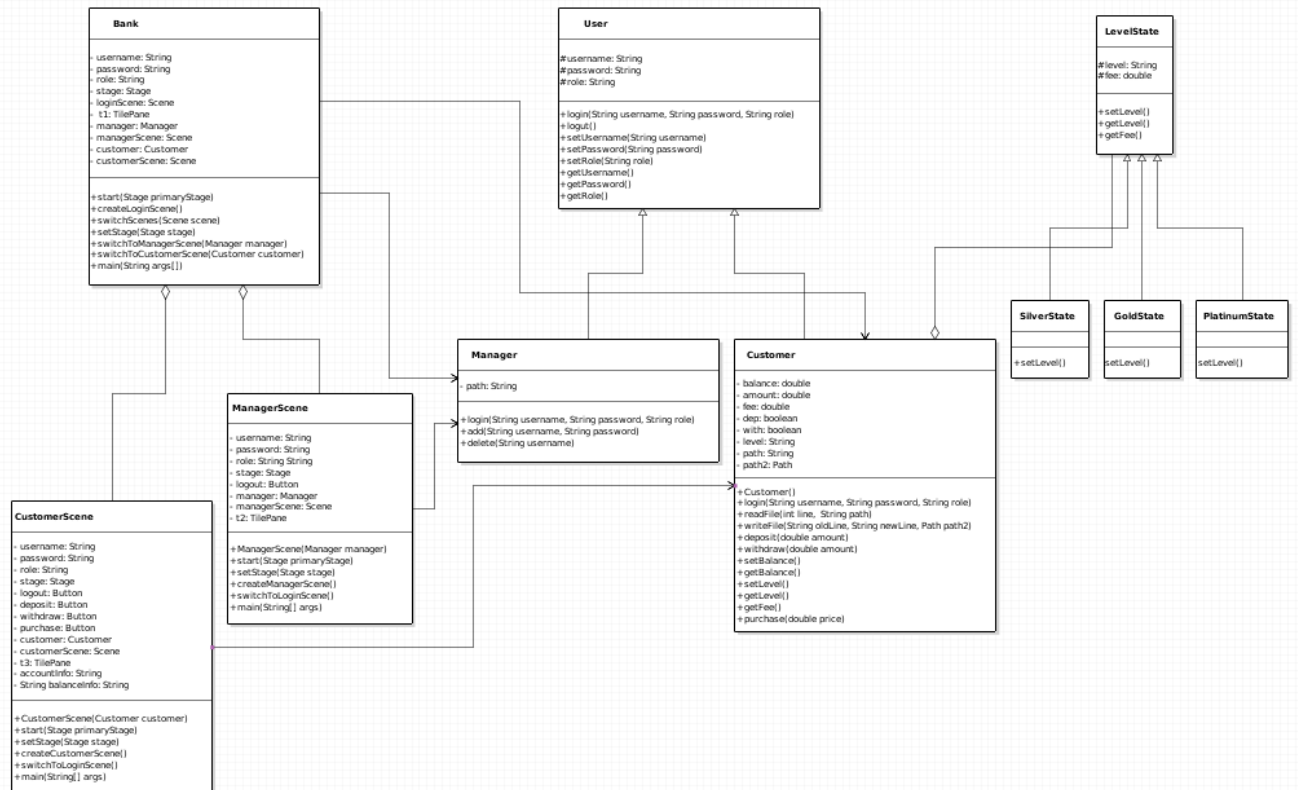 Bank
- username: String
- password: String
- role: String
- stage: Stage
- loginScene: Scene
- t1: TilePane
- manager: Manager
- managerScene: Scene
- customer: Customer
- customerScene: Scene
+start(Stage primaryStage)
+createLoginScene()
+switchScenes(Scene scene)
+setStage(Stage stage)
+switchToManagerScene(Manager manager)
+switchToCustomerScene(Customer customer)
+main(String args[])
User
#username: String
#password: String
#role: String
+login(String username, String password, String role)
+logut()
+setUsername(String username)
+setPassword(String password)
+setRole(String role)
+getUsername()
+getPassword()
+getRole()
LevelState
#level: String
#fee: double
+setLevel()
+getLevel()
+getFee()
SilverState
+setLevel()
GoldState
setLevel()
PlatinumState
setLevel()
Manager
- path: String
+login(String username, String password, String role)
+add(String username, String password)
+delete(String username)
Customer
- balance: double
- amount: double
- fee: double
- dep: boolean
- with: boolean
- level: String
- path: String
- path2: Path
+Customer()
+login(String username, String password, String role)
+readFile(int line, String path)
+writeFile(String oldLine, String newLine, Path path2)
+deposit(double amount)
+withdraw(double amount)
+setBalance()
+getBalance()
+setLevel()
+getLevel()
+getFee()
+purchase(double price)
ManagerScene
- username: String
- password: String
- role: String String
- stage: Stage
- logout: Button
- manager: Manager
- managerScene: Scene
- t2: TilePane
+ManagerScene(Manager manager)
+start(Stage primaryStage)
+setStage(Stage stage)
+createManagerScene()
+switchToLoginScene()
+main(String[] args)
CustomerScene
- username: String
- password: String
- role: String
- stage: Stage
- logout: Button
- deposit: Button
- withdraw: Button
- purchase: Button
- customer: Customer
- customerScene: Scene
- t3: TilePane
- accountInfo: String
- String balanceInfo: String
+CustomerScene(Customer customer)
+start(Stage primaryStage)
+setStage(Stage stage)
+createCustomerScene()
+switchToLoginScene()
+main(String[] args)